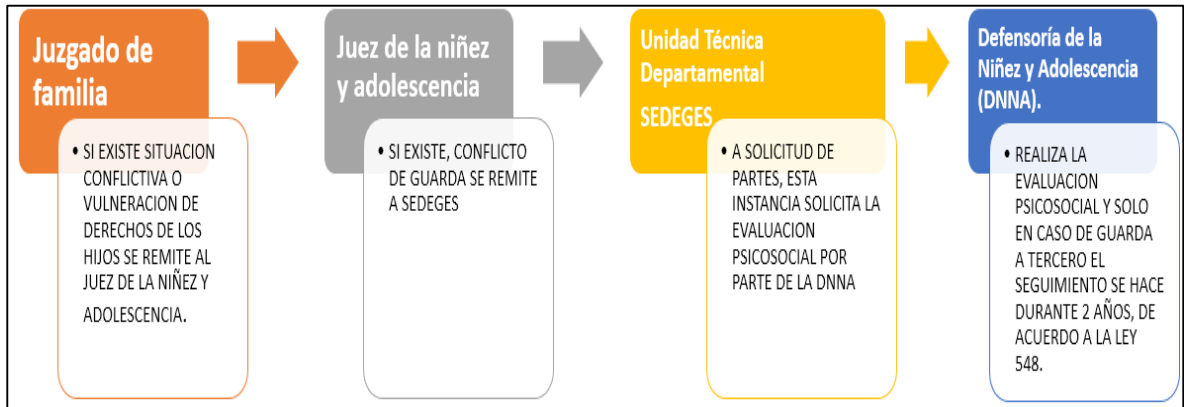 Juzgado de
familia
• SI EXISTE SITUACION
CONFLICTIVA O
VULNERACION DE
DERECHOS DE LOS
HIJOS SE REMITE AL
JUEZ DE LA NIÑEZ Y
ADOLESCENCIA.
Juez de la niñez
y adolescencia
• SI EXISTE, CONFLICTO
DE GUARDA SE REMITE
A SEDEGES
Unidad Técnica
Departamental
SEDEGES
• A SOLICITUD DE
PARTES, ESTA
INSTANCIA SOLICITA LA
EVALUACION
PSICOSOCIAL POR
PARTE DE LA DNNA
Defensoría de la
Niñez y Adolescencia
(DNNA).
• REALIZA LA
EVALUACION
PSICOSOCIAL Y SOLO
EN CASO DE GUARDA
A TERCERO EL
SEGUIMIENTO SE HACE
DURANTE 2 AÑOS, DE
ACUERDO A LA LEY
548.